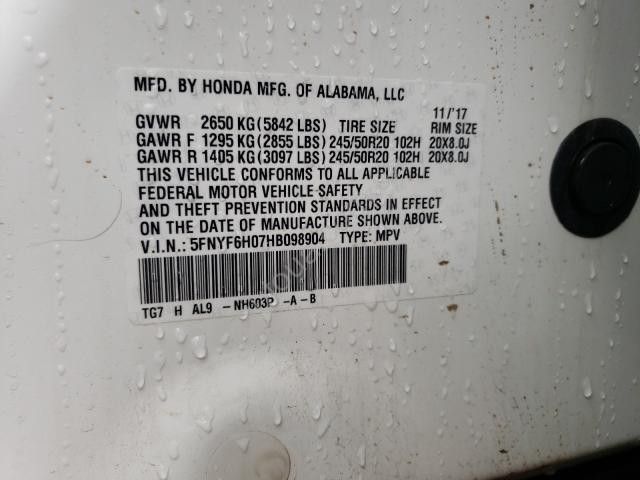 MFD. BY HONDA MFG. OF ALABAMA, LLC
11/'17
GVWR 2650 KG(5842 LBS) TIRE SIZE RIM SIZE
GAWR F 1295 KG(2855 LBS)245/50R20 102H 20X8.0J
GAWR R 1405 KG(3097 LBS)245/50R20 102H 20X8.0J
THIS VEHICLE CONFORMS TO ALL APPLICABLE
FEDERAL MOTOR VEHICLE SAFETY
AND THEFT PREVENTION STANDARDS IN EFFECT
ON THE DATE OF MANUFACTURE SHOWN ABOVE.
V.I.N.: 5FNYF6H07HB098904 TYPE: MPV
TG7 H AL9 -NH603P -A-B